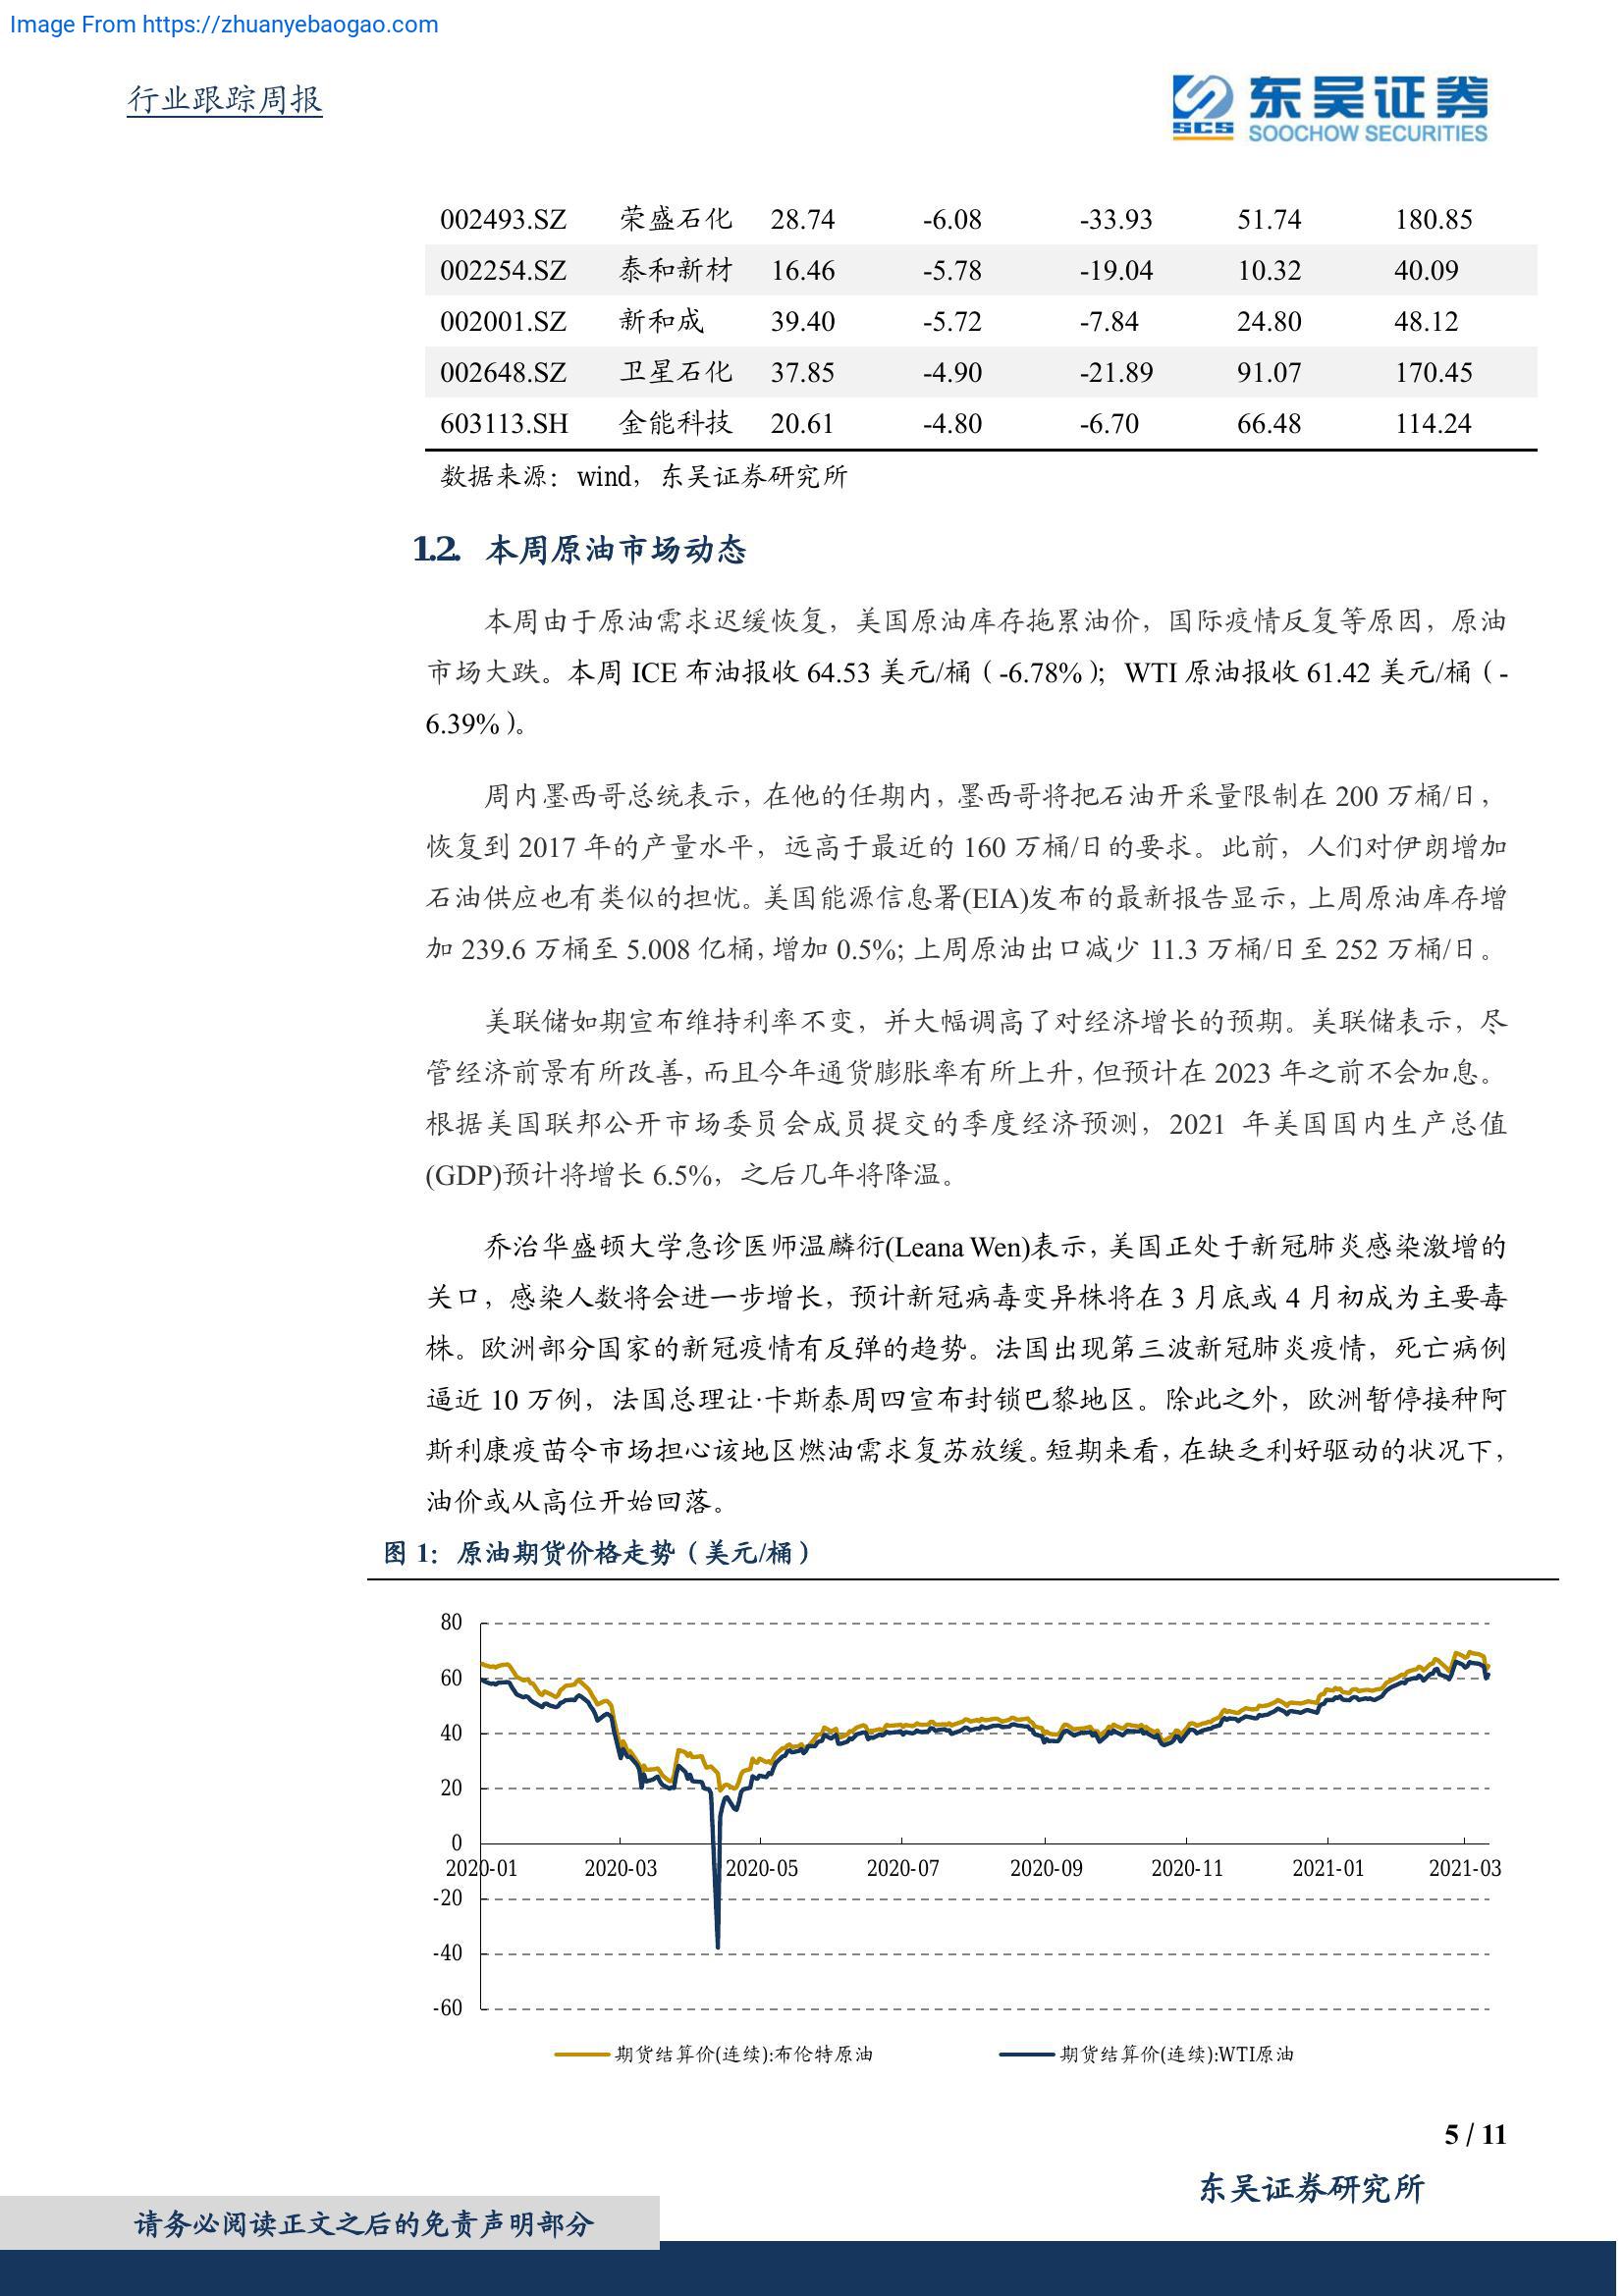 Image From https://zhuanyebaogao.com
行业跟踪周报
东吴证券
SCS
SOOCHOW SECURITIES
002493.SZ 荣盛石化 28.74 -6.08 -33.93 51.74 180.85
002254.SZ 泰和新材 16.46 -5.78 -19.04 10.32 40.09
002001.SZ 新和成 39.40 -5.72 -7.84 24.80 48.12
002648.SZ 卫星石化 37.85 -4.90 -21.89 91.07 170.45
603113.SH 金能科技 20.61 -4.80 -6.70 66.48 114.24
数据来源：wind，东吴证券研究所
1.2. 本周原油市场动态
本周由于原油需求迟缓恢复，美国原油库存拖累油价，国际疫情反复等原因，原油
市场大跌。本周 ICE 布油报收 64.53 美元/桶（-6.78%）；WTI 原油报收 61.42 美元/桶（-
6.39%）。
周内墨西哥总统表示，在他的任期内，墨西哥将把石油开采量限制在 200 万桶/日，
恢复到 2017 年的产量水平，远高于最近的 160 万桶/日的要求。此前，人们对伊朗增加
石油供应也有类似的担忧。美国能源信息署(EIA)发布的最新报告显示，上周原油库存增
加 239.6 万桶至 5.008 亿桶，增加 0.5%；上周原油出口减少 11.3 万桶/日至 252 万桶/日。
美联储如期宣布维持利率不变，并大幅调高了对经济增长的预期。美联储表示，尽
管经济前景有所改善，而且今年通货膨胀率有所上升，但预计在 2023 年之前不会加息。
根据美国联邦公开市场委员会成员提交的季度经济预测，2021 年美国国内生产总值
(GDP)预计将增长 6.5%，之后几年将降温。
乔治华盛顿大学急诊医师温麟衍(Leana Wen)表示，美国正处于新冠肺炎感染激增的
关口，感染人数将会进一步增长，预计新冠病毒变异株将在 3 月底或 4 月初成为主要毒
株。欧洲部分国家的新冠疫情有反弹的趋势。法国出现第三波新冠肺炎疫情，死亡病例
逼近 10 万例，法国总理让·卡斯泰周四宣布封锁巴黎地区。除此之外，欧洲暂停接种阿
斯利康疫苗令市场担心该地区燃油需求复苏放缓。短期来看，在缺乏利好驱动的状况下，
油价或从高位开始回落。
图 1：原油期货价格走势（美元/桶）
80
60
40
20
0
2020-01 2020-03 2020-05 2020-07 2020-09 2020-11 2021-01 2021-03
-20
-40
-60
期货结算价(连续):布伦特原油 期货结算价(连续):WTI原油
5 / 11
东吴证券研究所
请务必阅读正文之后的免责声明部分